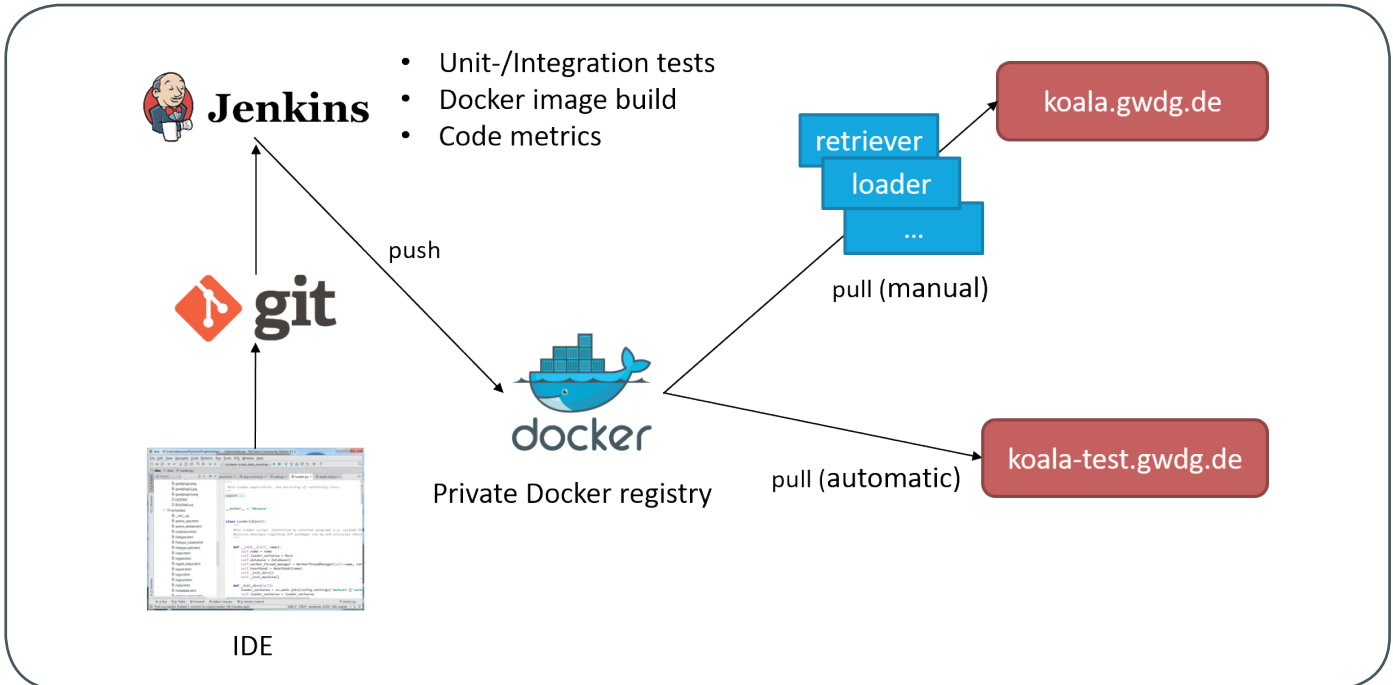 Jenkins
• Unit-/Integration tests
• Docker image build
• Code metrics
koala.gwdg.de
retriever
loader
...
pull (manual)
push
git
docker
Private Docker registry
koala-test.gwdg.de
pull (automatic)
IDE